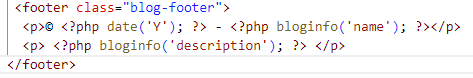 <footer class="blog-footer">
<p>© <?php date('Y'); ?> - <?php bloginfo('name'); ?></p>
<p> <?php bloginfo('description'); ?> </p>
</footer>